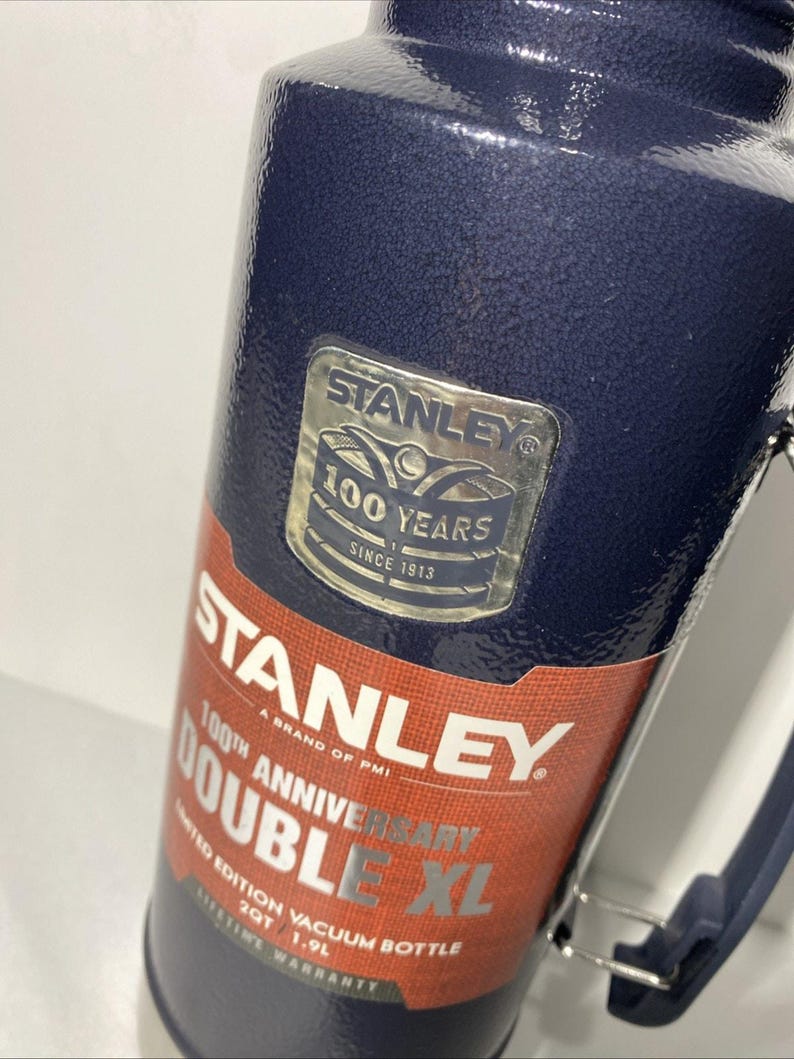 STANLEY®
100 YEARS
SINCE 1913
STANLEY®
A BRAND OF PMI
100TH ANNIVERSARY
DOUBLE XL
LIMITED EDITION VACUUM BOTTLE
2QT / 1.9L
LIFETIME WARRANTY